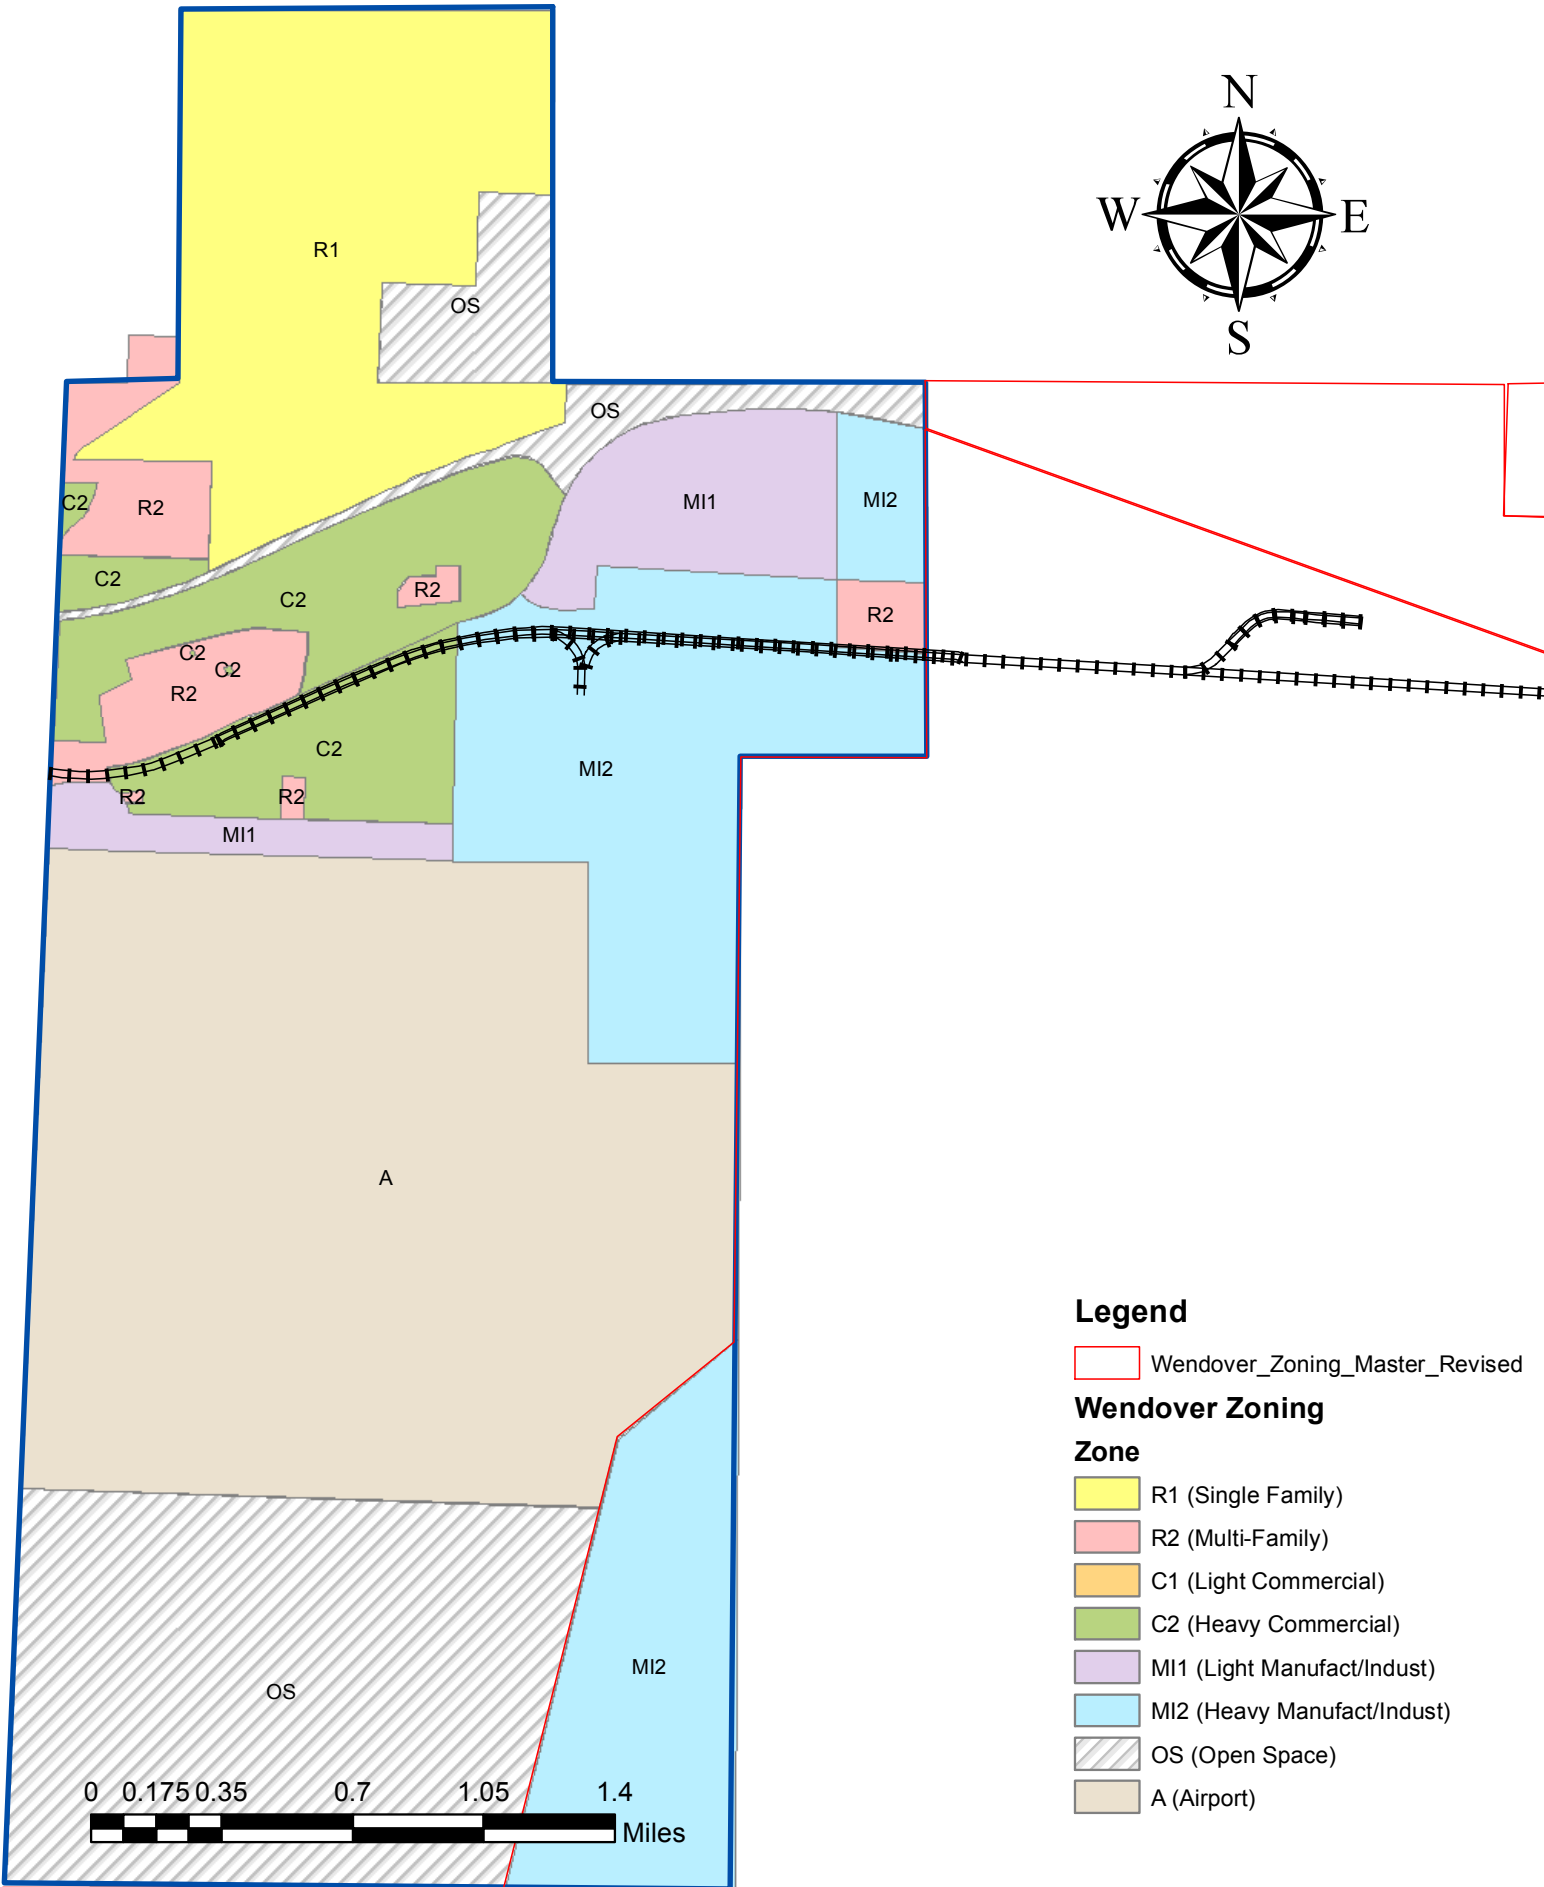 N
W
E
S
R1
OS
OS
C2
R2
MI1
MI2
C2
C2
R2
R2
C2
C2
R2
C2
MI2
R2
R2
MI1
A
OS
MI2
0 0.175 0.35 0.7 1.05 1.4
Miles
Legend
Wendover_Zoning_Master_Revised
Wendover Zoning
Zone
R1 (Single Family)
R2 (Multi-Family)
C1 (Light Commercial)
C2 (Heavy Commercial)
MI1 (Light Manufact/Indust)
MI2 (Heavy Manufact/Indust)
OS (Open Space)
A (Airport)